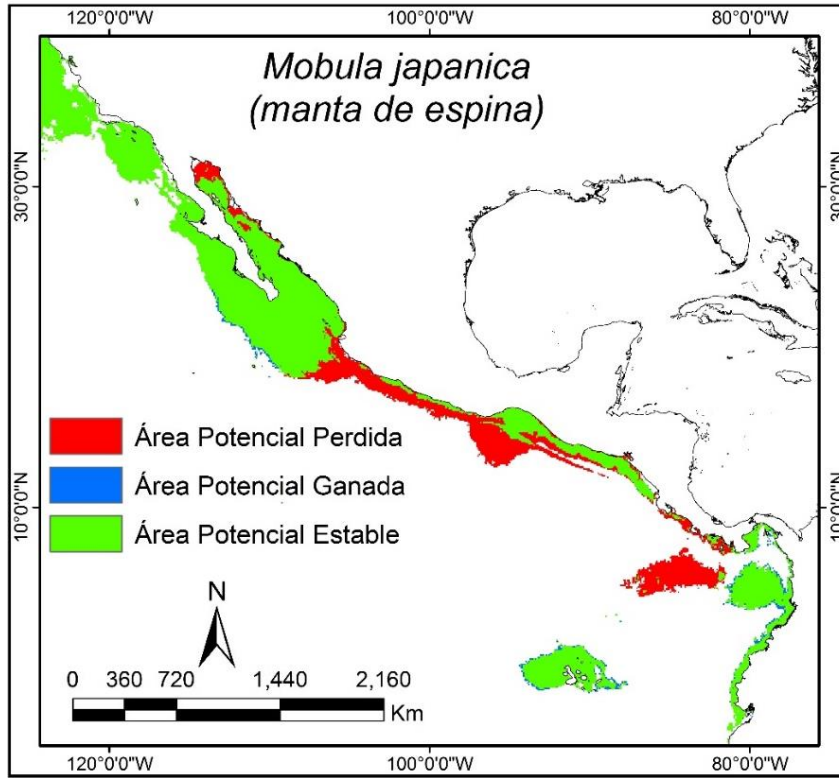 120°0'0"W 100°0'0"W 80°0'0"W
Mobula japanica
(manta de espina)
30°0'0"N 30°0'0"N
Área Potencial Perdida
Área Potencial Ganada
Área Potencial Estable
10°0'0"N 10°0'0"N
N
0 360 720 1,440 2,160
Km
120°0'0"W 100°0'0"W 80°0'0"W